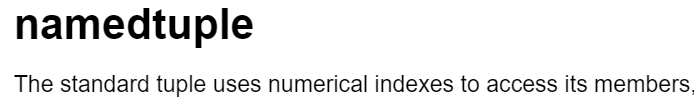 namedtuple
The standard tuple uses numerical indexes to access its members,